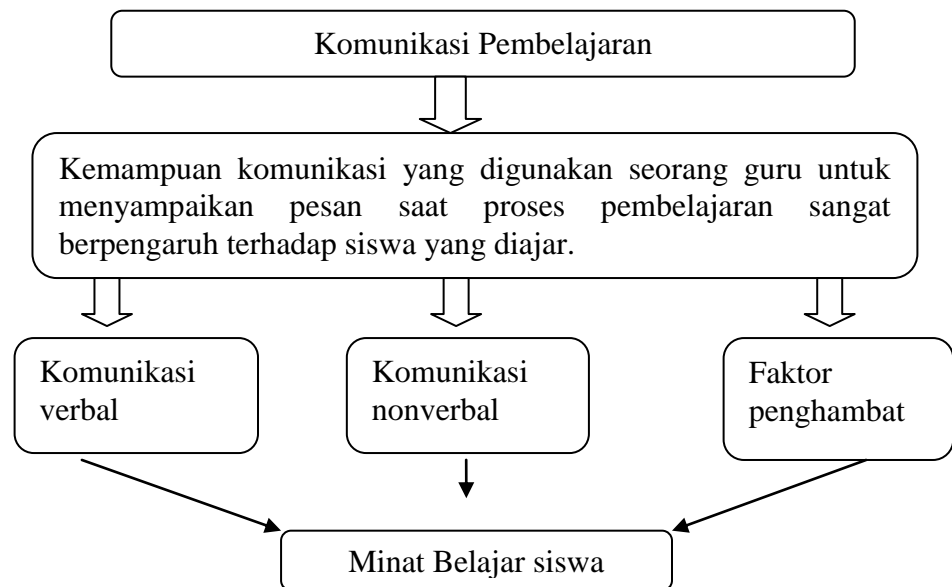 Komunikasi Pembelajaran
Kemampuan komunikasi yang digunakan seorang guru untuk
menyampaikan pesan saat proses pembelajaran sangat
berpengaruh terhadap siswa yang diajar.
Komunikasi
verbal
Komunikasi
nonverbal
Faktor
penghambat
Minat Belajar siswa